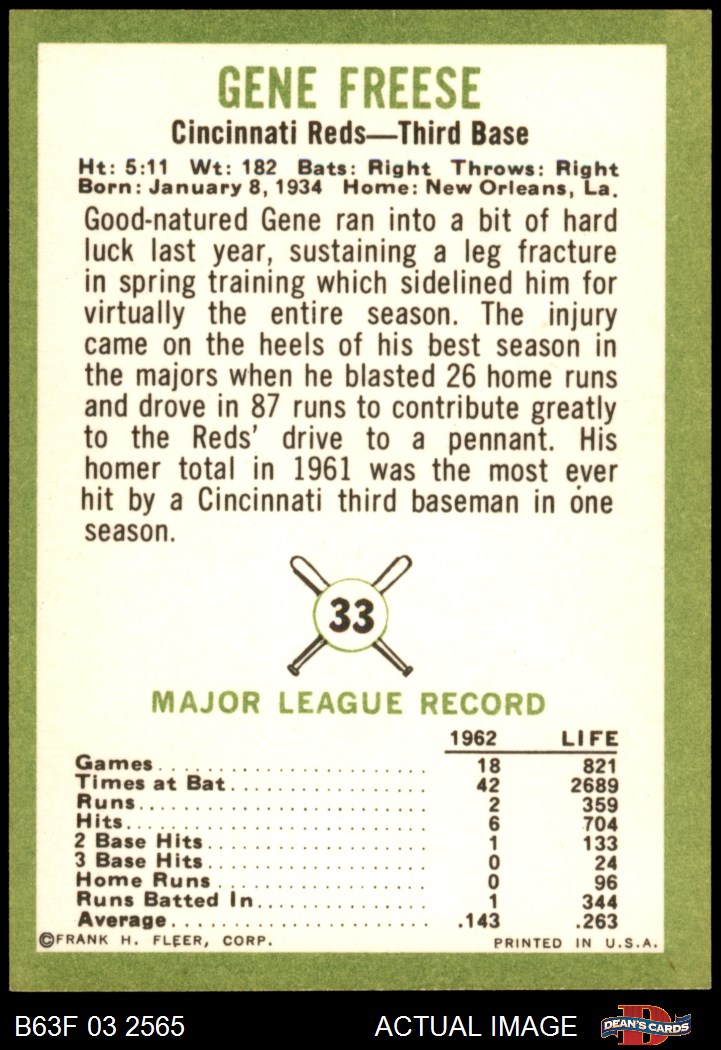 GENE FREESE
Cincinnati Reds—Third Base
Ht: 5:11 Wt: 182 Bats: Right Throws: Right
Born: January 8, 1934 Home: New Orleans, La.
Good-natured Gene ran into a bit of hard
luck last year, sustaining a leg fracture
in spring training which sidelined him for
virtually the entire season. The injury
came on the heels of his best season in
the majors when he blasted 26 home runs
and drove in 87 runs to contribute greatly
to the Reds' drive to a pennant. His
homer total in 1961 was the most ever
hit by a Cincinnati third baseman in one
season.
33
MAJOR LEAGUE RECORD
1962 LIFE
Games 18 821
Times at Bat 42 2689
Runs 2 359
Hits 6 704
2 Base Hits 1 133
3 Base Hits 0 24
Home Runs 0 96
Runs Batted In 1 344
Average .143 .263
©FRANK H. FLEER, CORP. PRINTED IN U.S.A.
B63F 03 2565 ACTUAL IMAGE DEAN'S CARDS